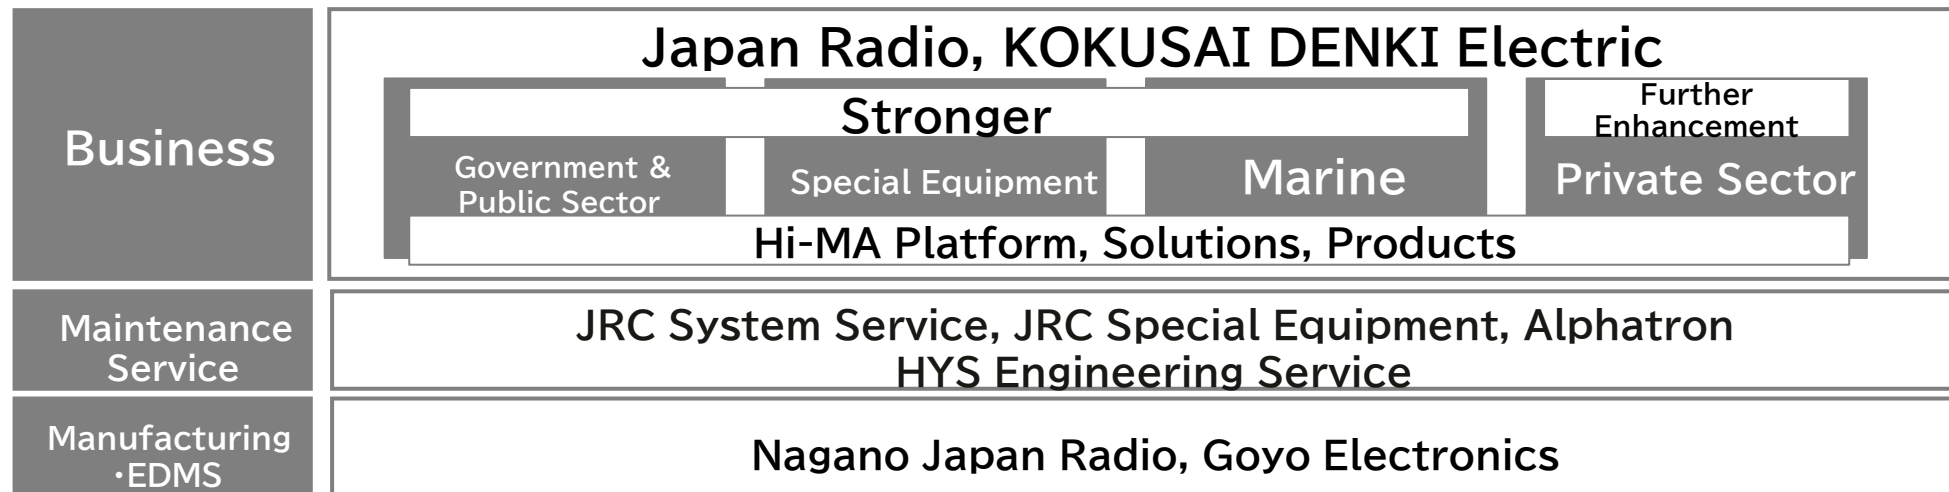 Business
Japan Radio, KOKUSAI DENKI Electric
Stronger
Further
Enhancement
Government &
Public Sector
Special Equipment
Marine
Private Sector
Hi-MA Platform, Solutions, Products
Maintenance
Service
JRC System Service, JRC Special Equipment, Alphatron
HYS Engineering Service
Manufacturing
・EDMS
Nagano Japan Radio, Goyo Electronics